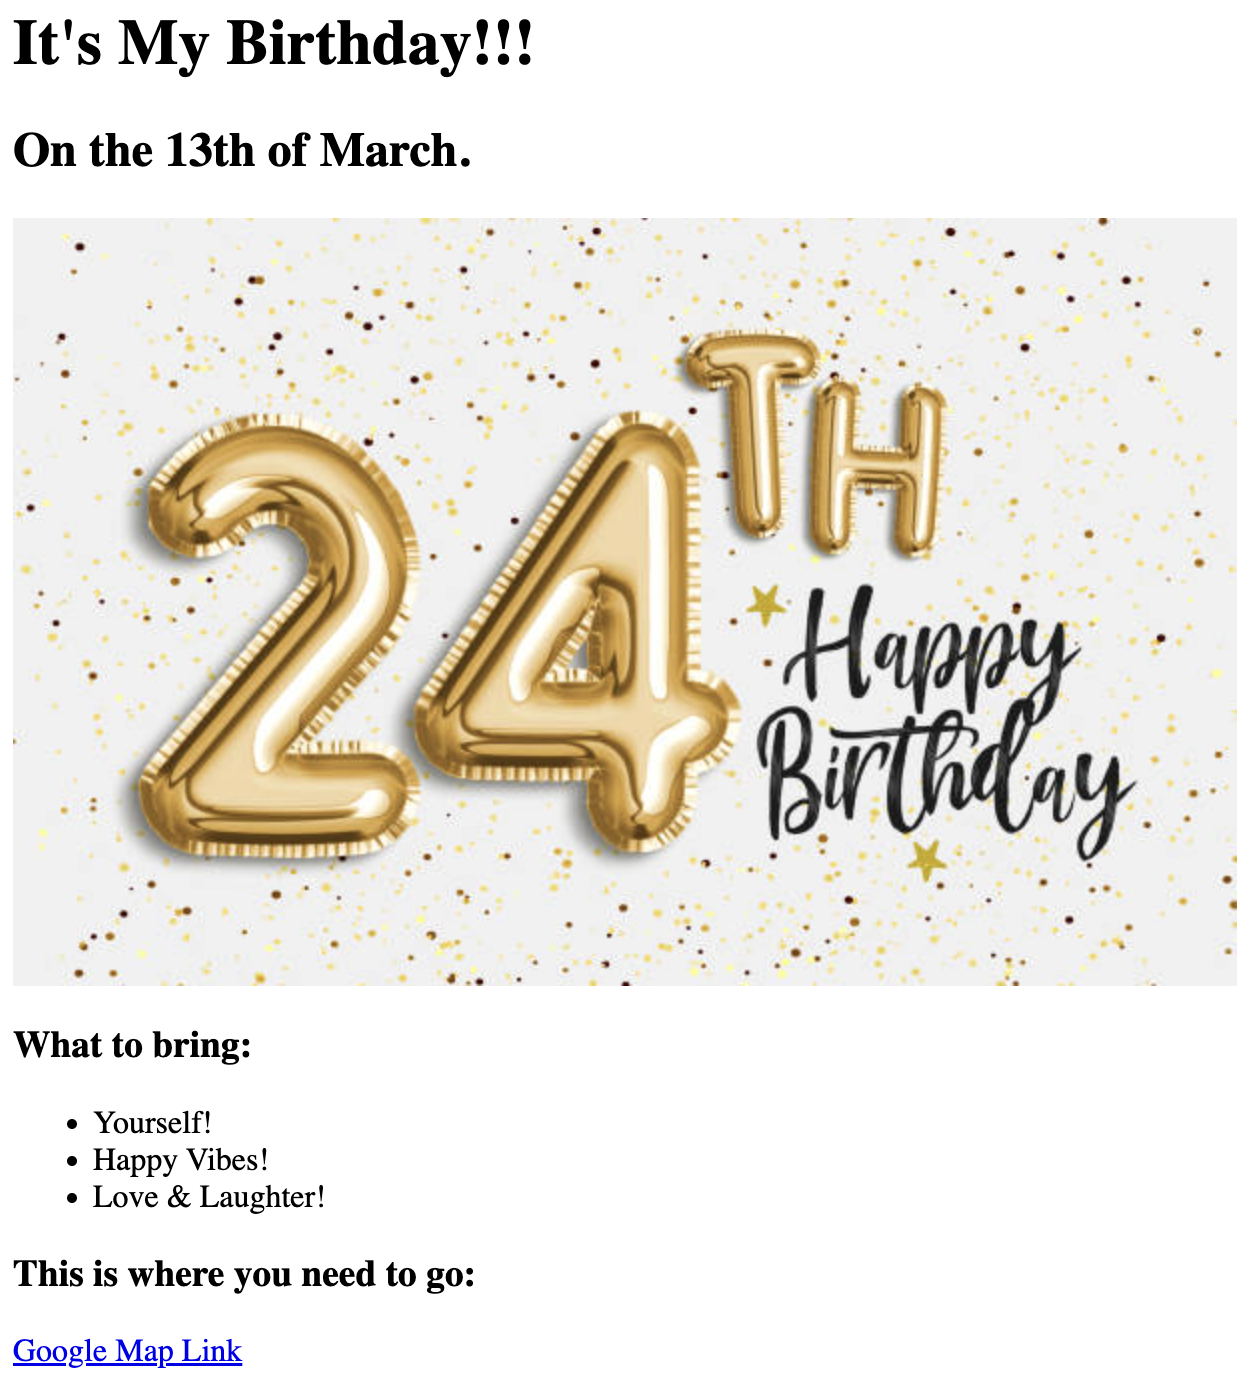 It's My Birthday!!!
On the 13th of March.
24TH
Happy
Birthday
What to bring:
• Yourself!
• Happy Vibes!
• Love & Laughter!
This is where you need to go:
Google Map Link